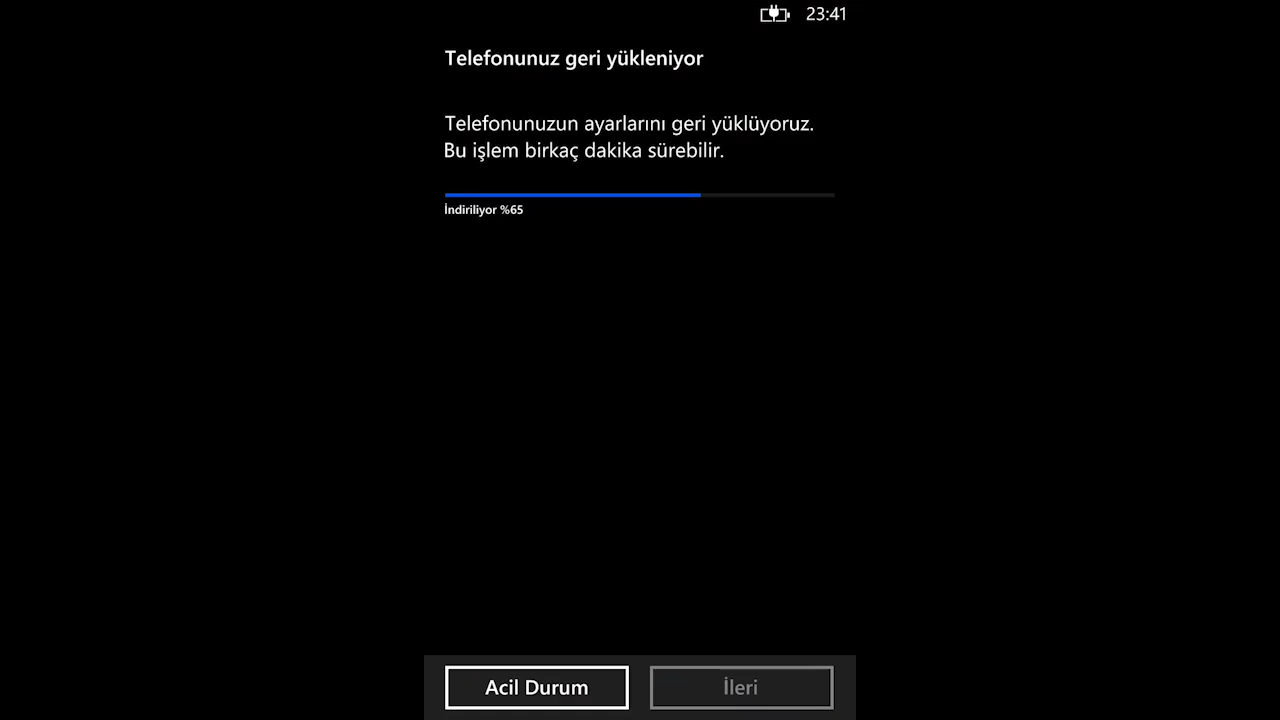 23:41
Telefonunuz geri yükleniyor
Telefonunuzun ayarlarını geri yüklüyoruz.
Bu işlem birkaç dakika sürebilir.
İndiriliyor %65
Acil Durum
İleri